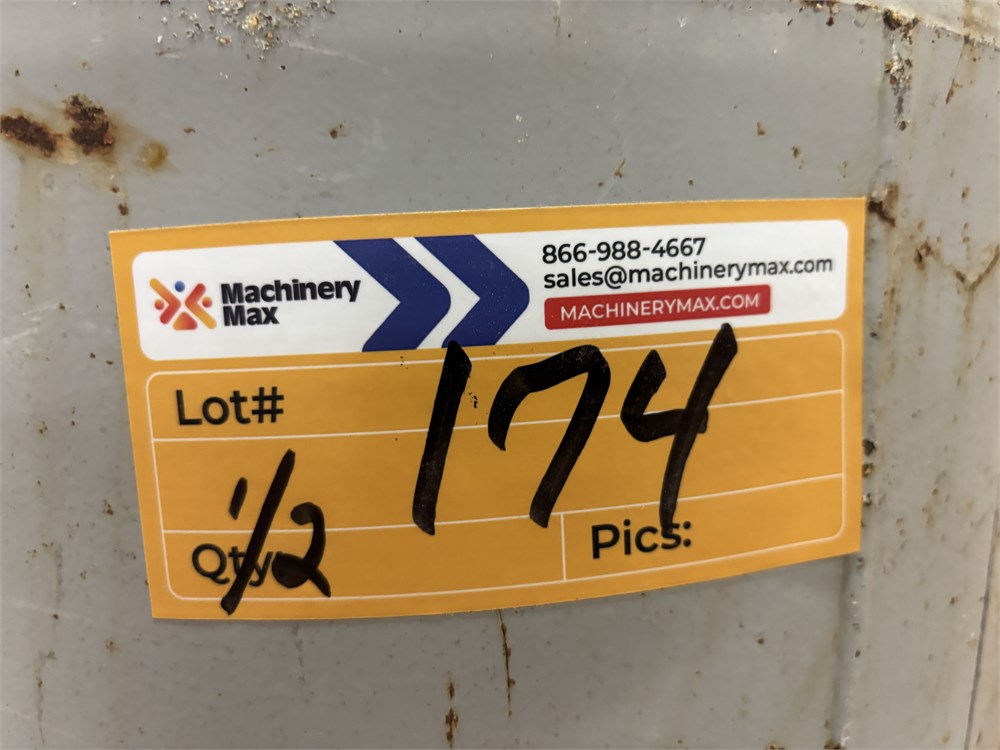 Machinery
Max
866-988-4667
sales@machinerymax.com
MACHINERYMAX.COM
Lot#
174
Qty
1/2
Pics: